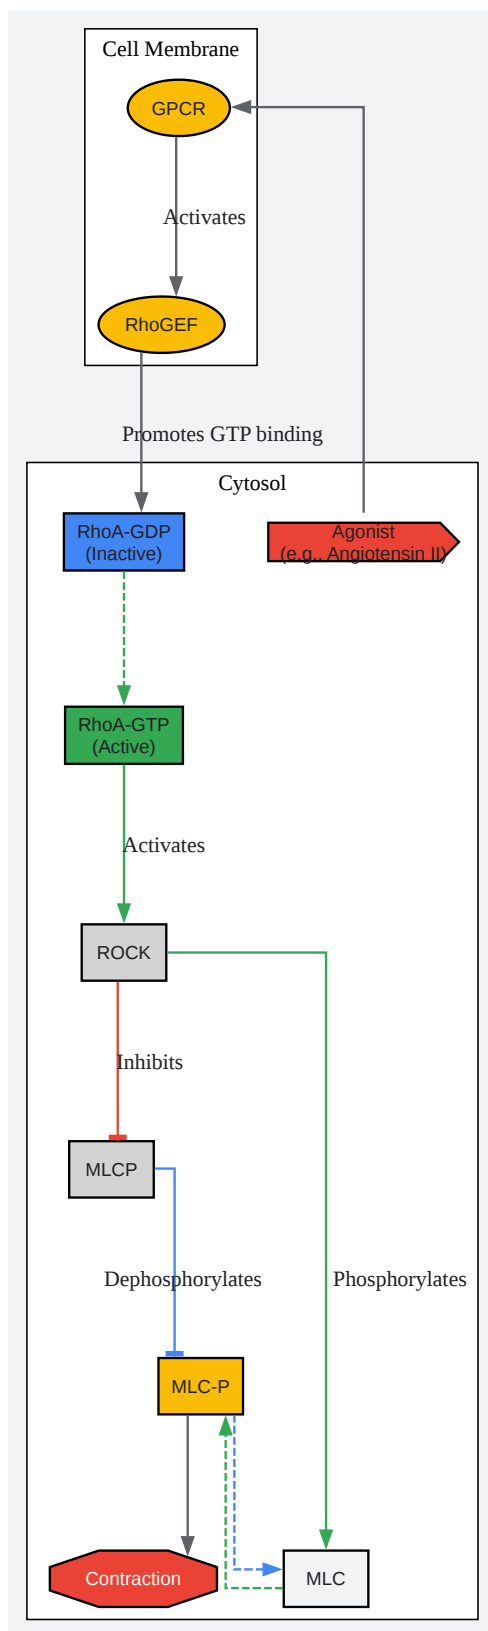 Cell Membrane
GPCR
Activates
RhoGEF
Promotes GTP binding
Cytosol
RhoA-GDP
(Inactive)
Agonist
(e.g., Angiotensin II)
RhoA-GTP
(Active)
Activates
ROCK
Inhibits
MLCP
Dephosphorylates
Phosphorylates
MLC-P
Contraction
MLC